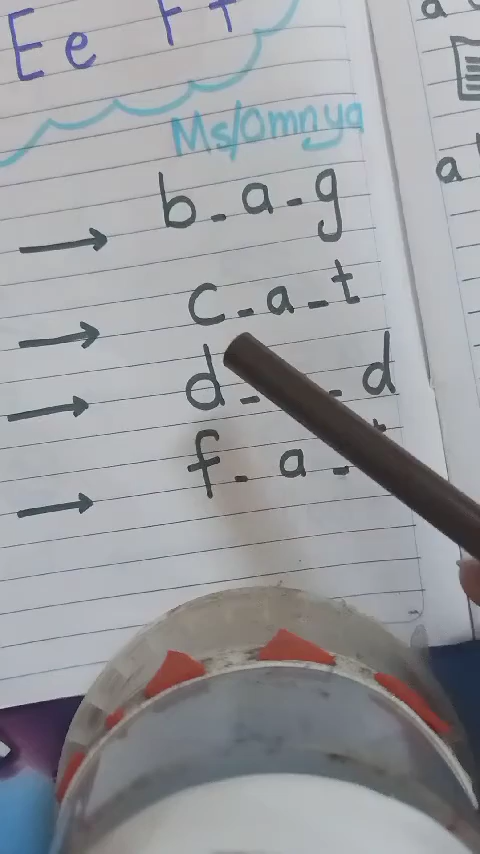 Ee Ff
Ms/Omnya
b-a-g
c-a-t
d- -d
f-a-
a
a